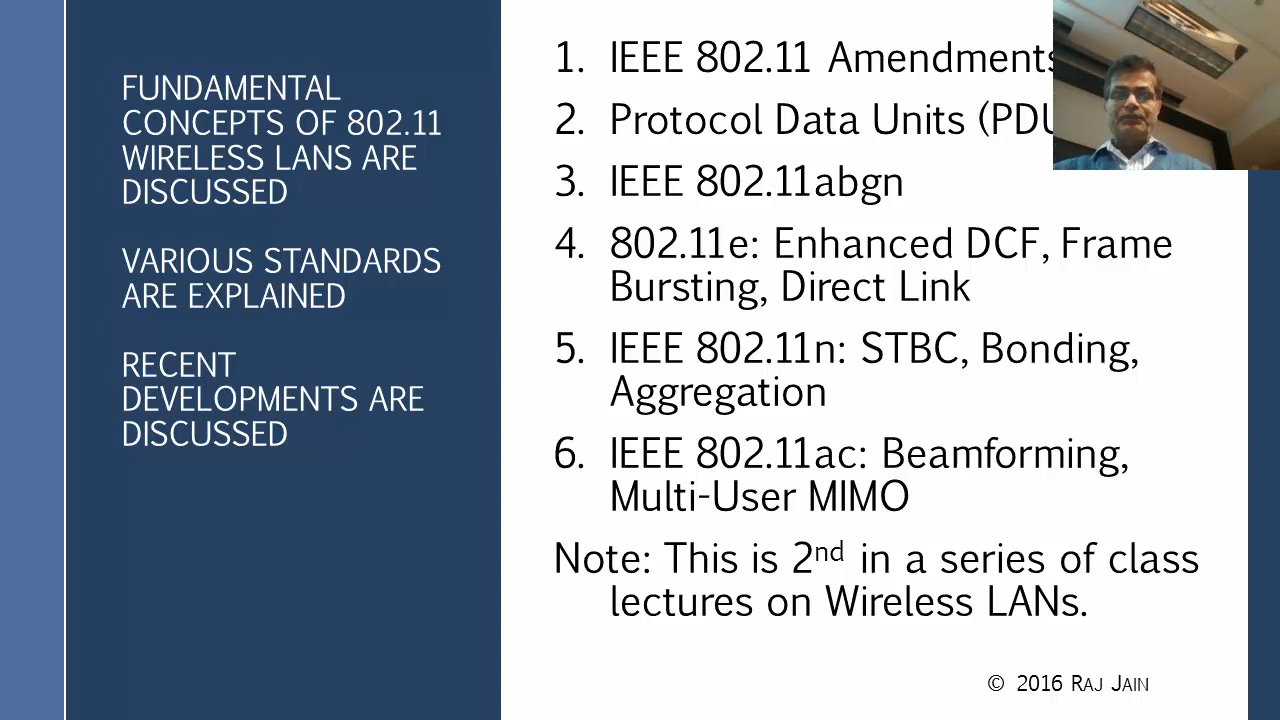 FUNDAMENTAL
CONCEPTS OF 802.11
WIRELESS LANS ARE
DISCUSSED
VARIOUS STANDARDS
ARE EXPLAINED
RECENT
DEVELOPMENTS ARE
DISCUSSED
1. IEEE 802.11 Amendments
2. Protocol Data Units (PDU
3. IEEE 802.11abgn
4. 802.11e: Enhanced DCF, Frame
Bursting, Direct Link
5. IEEE 802.11n: STBC, Bonding,
Aggregation
6. IEEE 802.11ac: Beamforming,
Multi-User MIMO
Note: This is 2nd in a series of class
lectures on Wireless LANs.
© 2016 RAJ JAIN